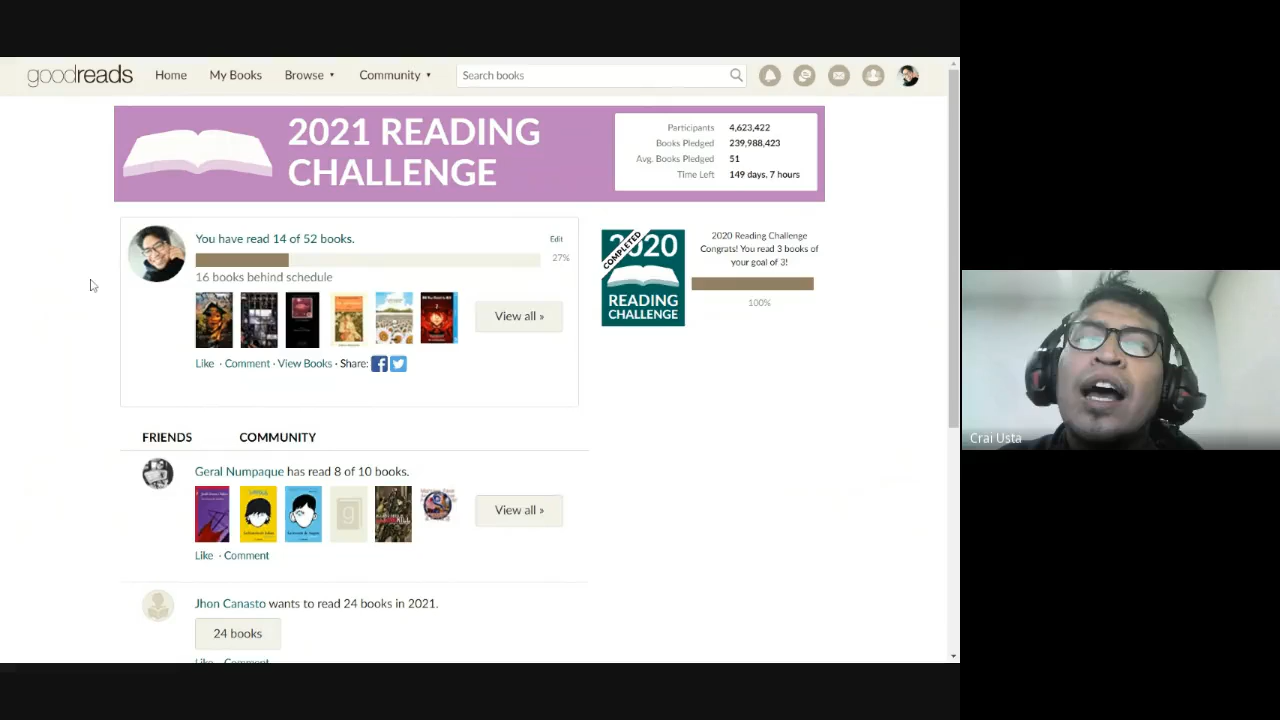 goodreads Home My Books Browse ▾ Community ▾ Search books
2021 READING
CHALLENGE
Participants 4,623,422
Books Pledged 239,988,423
Avg. Books Pledged 51
Time Left 149 days, 7 hours
You have read 14 of 52 books. Edit
27%
16 books behind schedule
View all »
Like · Comment · View Books · Share:
2020
COMPLETED
READING
CHALLENGE
2020 Reading Challenge
Congrats! You read 3 books of
your goal of 3!
100%
FRIENDS COMMUNITY
Geral Numpaque has read 8 of 10 books.
g
View all »
Like · Comment
Jhon Canasto wants to read 24 books in 2021.
24 books
Like · Comment
Crai Usta